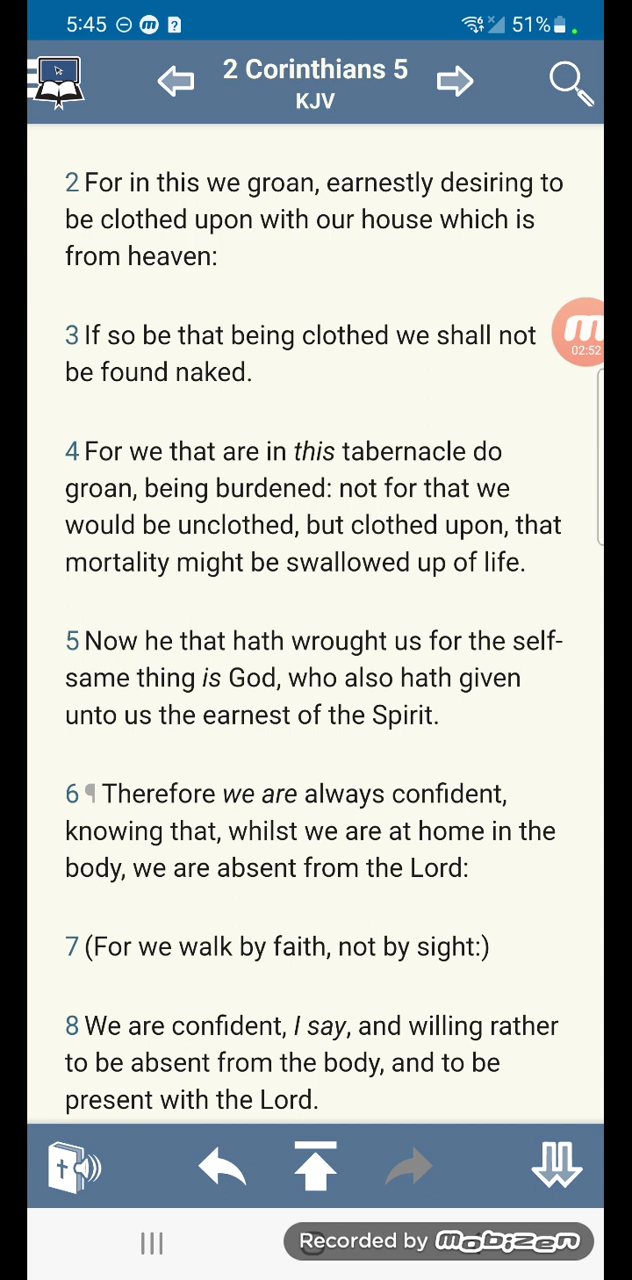 5:45
51%
2 Corinthians 5
KJV
2 For in this we groan, earnestly desiring to
be clothed upon with our house which is
from heaven:
3 If so be that being clothed we shall not
be found naked.
02:52
4 For we that are in this tabernacle do
groan, being burdened: not for that we
would be unclothed, but clothed upon, that
mortality might be swallowed up of life.
5 Now he that hath wrought us for the self-
same thing is God, who also hath given
unto us the earnest of the Spirit.
6 ¶ Therefore we are always confident,
knowing that, whilst we are at home in the
body, we are absent from the Lord:
7 (For we walk by faith, not by sight:)
8 We are confident, I say, and willing rather
to be absent from the body, and to be
present with the Lord.
Recorded by mobizen